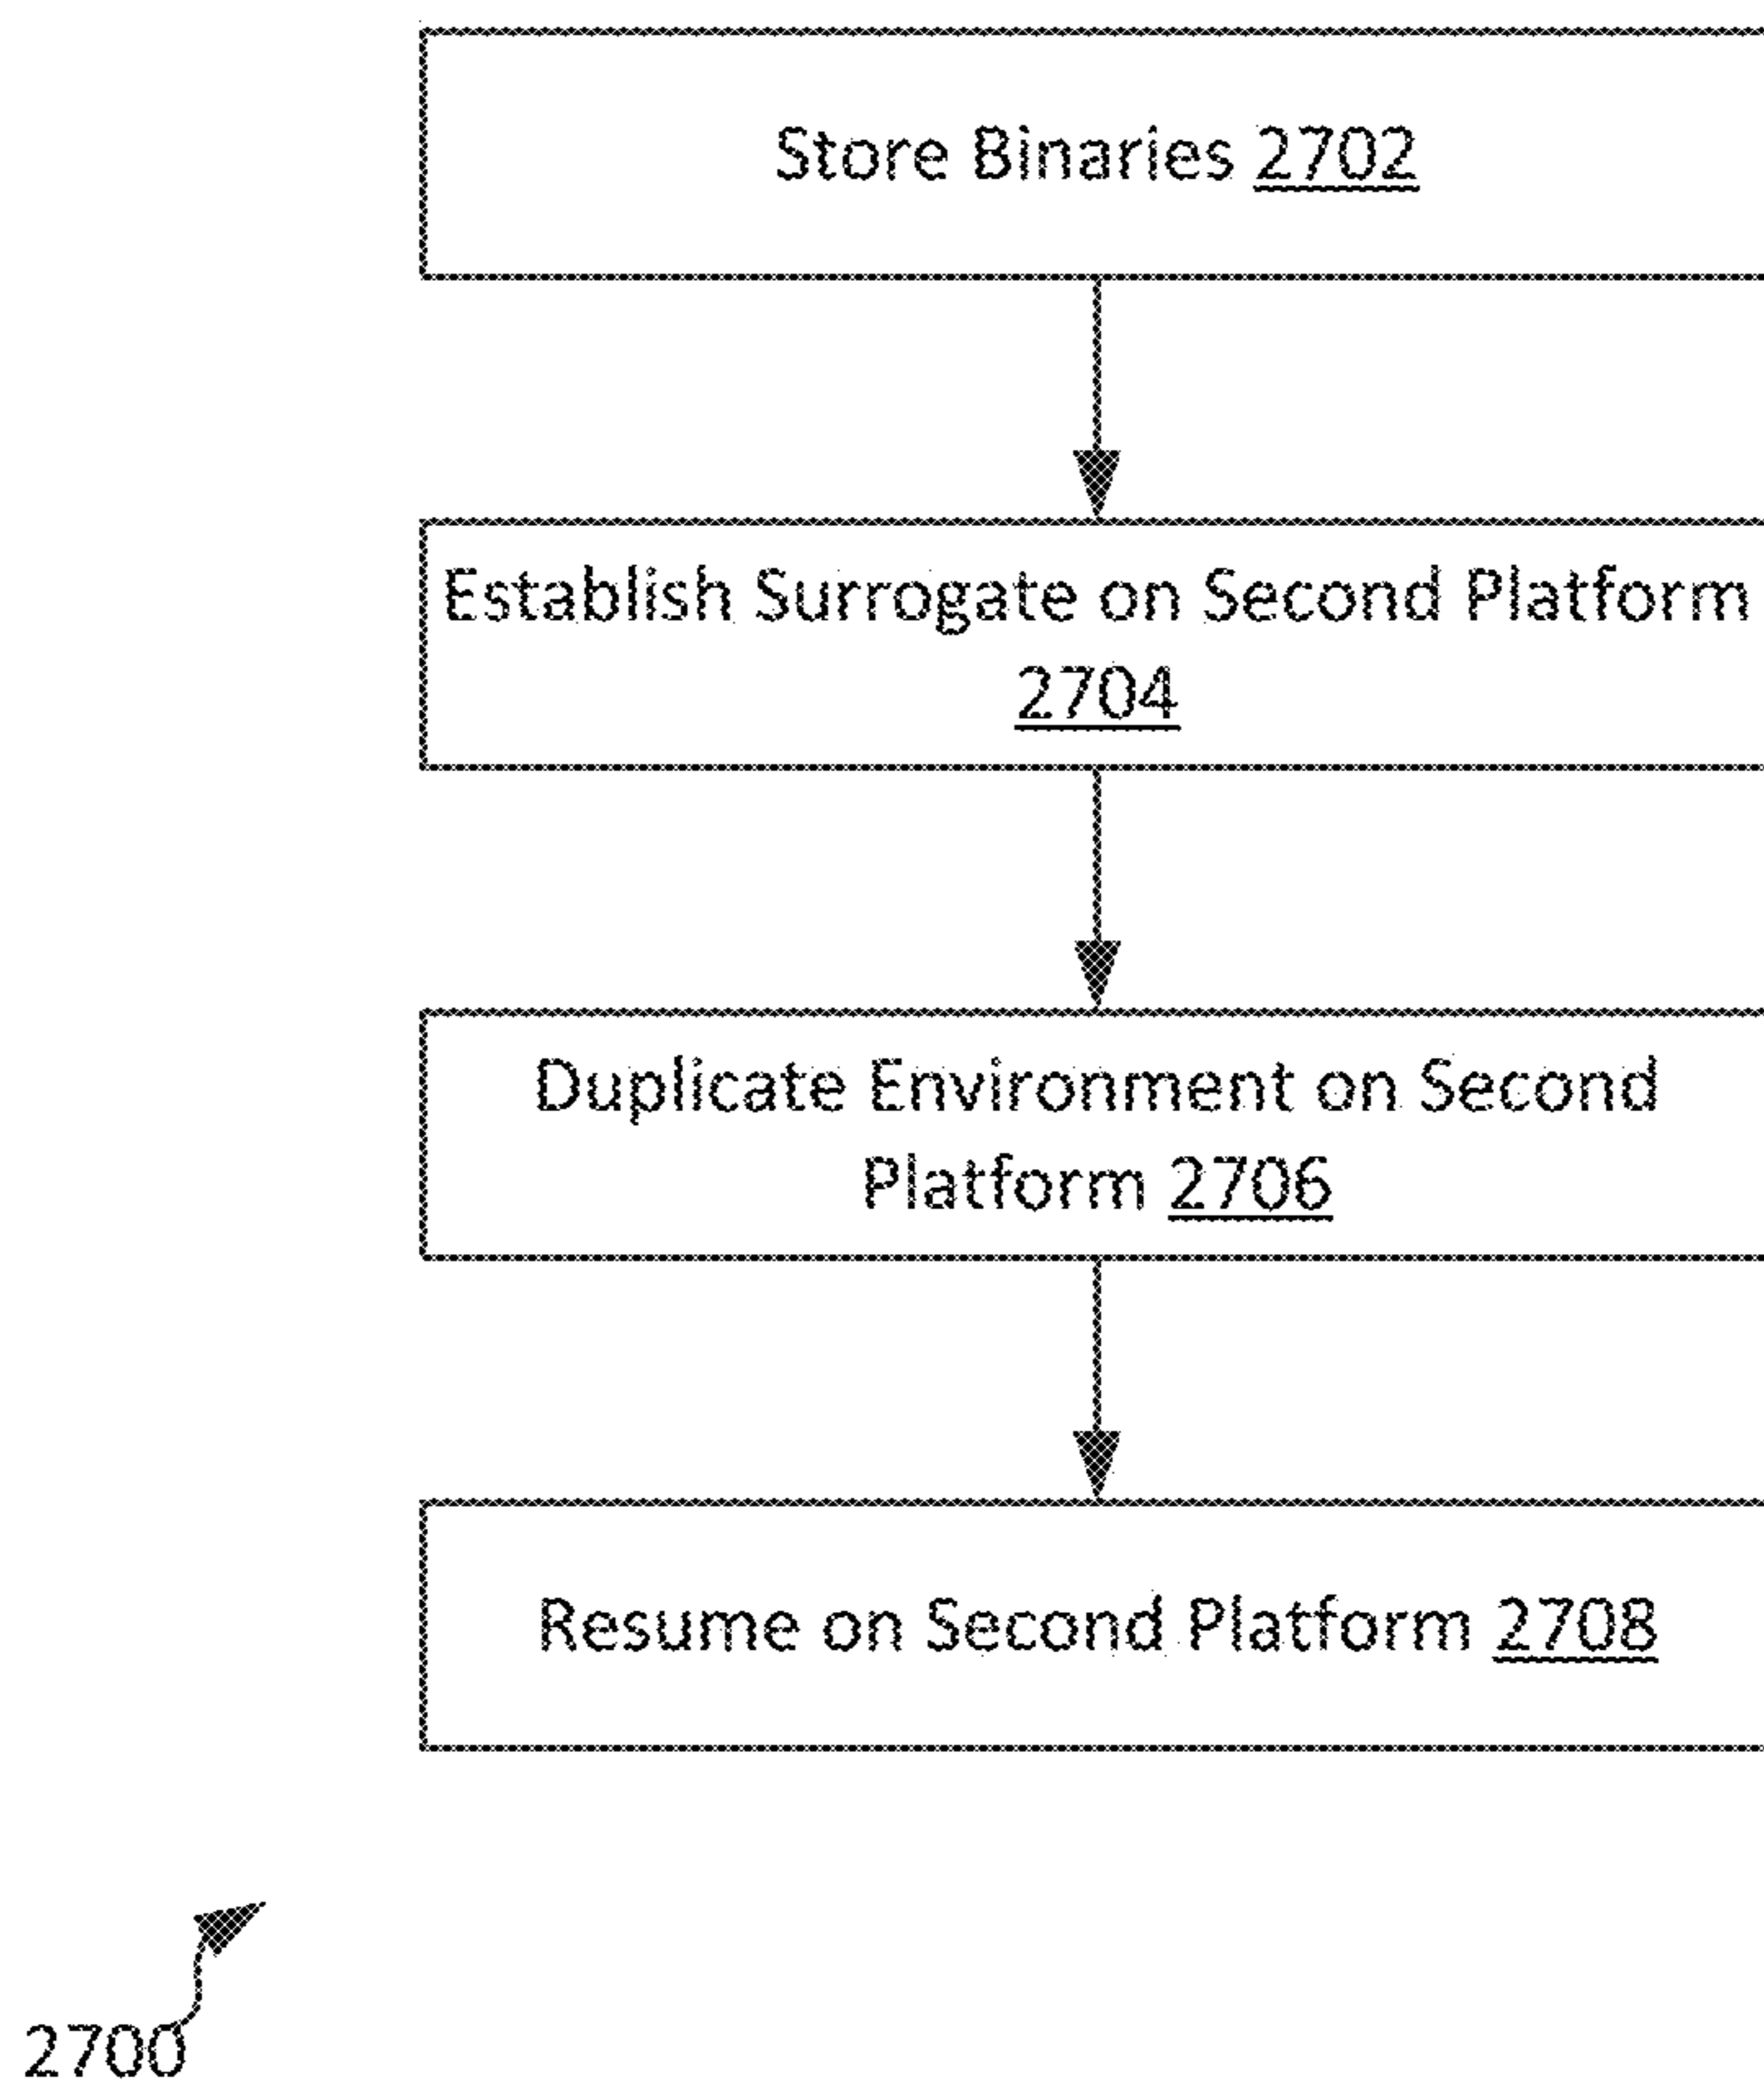 Store Binaries 2702
Establish Surrogate on Second Platform
2704
Duplicate Environment on Second
Platform 2706
Resume on Second Platform 2708
2700